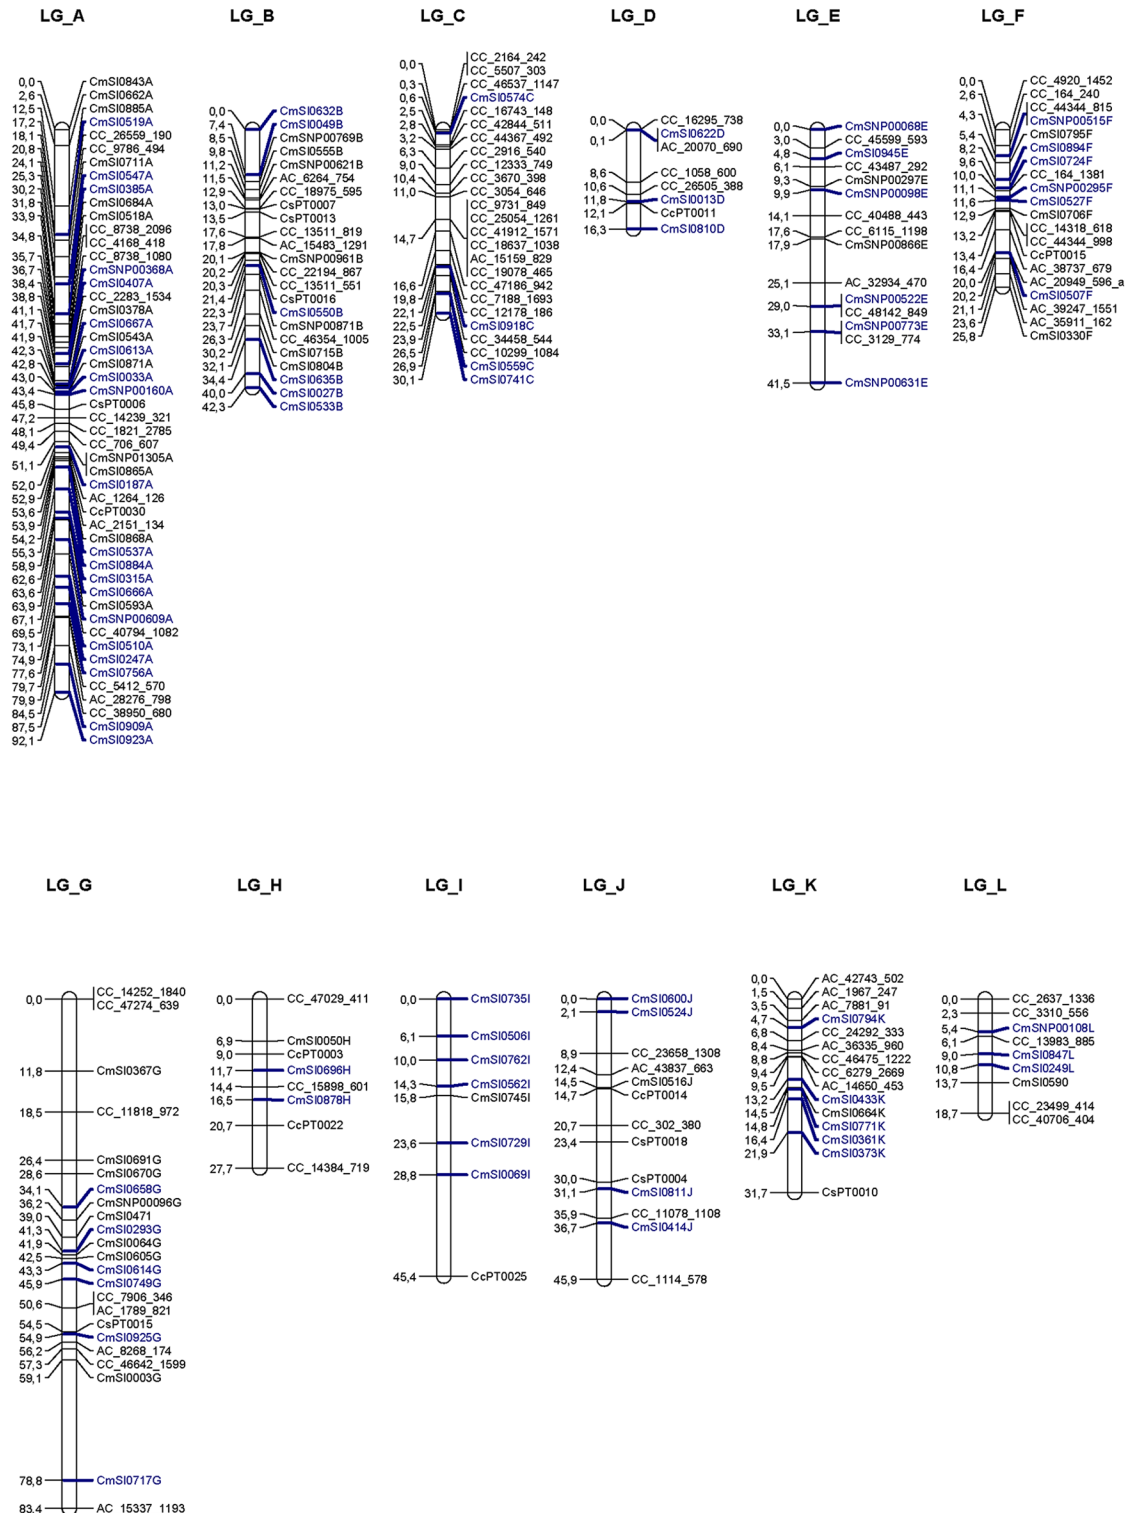 LG_A
0,0 CmSI0843A
2,6 CmSI0662A
12,5 CmSI0885A
17,2 CmSI0519A
18,1 CC_26559_190
20,8 CC_9786_494
24,1 CmSI0711A
25,3 CmSI0547A
30,2 CmSI0385A
31,8 CmSI0684A
33,9 CmSI0518A
34,8 CC_8738_2096
CC_4168_418
35,7 CC_8738_1080
36,7 CmSNP00368A
38,4 CmSI0407A
38,8 CC_2283_1534
41,1 CmSI0378A
41,7 CmSI0667A
41,9 CmSI0543A
42,3 CmSI0613A
42,8 CmSI0871A
43,0 CmSI0033A
43,4 CmSNP00160A
45,8 CsPT0006
47,2 CC_14239_321
48,1 CC_1821_2785
49,4 CC_706_607
51,1 CmSNP01305A
CmSI0865A
52,0 CmSI0187A
52,9 AC_1264_126
53,6 CcPT0030
53,9 AC_2151_134
54,2 CmSI0868A
55,3 CmSI0537A
58,9 CmSI0884A
62,6 CmSI0315A
63,6 CmSI0666A
63,9 CmSI0593A
67,1 CmSNP00609A
69,5 CC_40794_1082
73,1 CmSI0510A
74,9 CmSI0247A
77,6 CmSI0756A
79,7 CC_5412_570
79,9 AC_28276_798
84,5 CC_38950_680
87,5 CmSI0909A
92,1 CmSI0923A
LG_B
0,0 CmSI0632B
7,4 CmSI0049B
8,5 CmSNP00769B
9,8 CmSI0555B
11,2 CmSNP00621B
11,5 AC_6264_754
12,9 CC_18975_595
13,0 CsPT0007
13,5 CsPT0013
17,6 CC_13511_819
17,8 AC_15483_1291
20,1 CmSNP00961B
20,2 CC_22194_867
20,3 CC_13511_551
21,4 CsPT0016
22,3 CmSI0550B
23,7 CmSNP00871B
26,3 CC_46354_1005
30,2 CmSI0715B
32,1 CmSI0804B
34,4 CmSI0635B
40,0 CmSI0027B
42,3 CmSI0533B
LG_C
0,0 CC_2164_242
CC_5507_303
0,3 CC_46537_1147
0,6 CmSI0574C
2,5 CC_16743_148
2,8 CC_42844_511
3,2 CC_44367_492
6,3 CC_2916_540
9,0 CC_12333_749
10,4 CC_3670_398
11,0 CC_3054_646
14,7 CC_9731_849
CC_25054_1261
CC_41912_1571
CC_18637_1038
AC_15159_829
CC_19078_465
16,6 CC_47186_942
19,8 CC_7188_1693
22,1 CC_12178_186
22,5 CmSI0918C
23,9 CC_34458_544
26,5 CC_10299_1084
26,9 CmSI0559C
30,1 CmSI0741C
LG_D
0,0 CC_16295_738
0,1 CmSI0622D
AC_20070_690
8,6 CC_1058_600
10,6 CC_26505_388
11,8 CmSI0013D
12,1 CcPT0011
16,3 CmSI0810D
LG_E
0,0 CmSNP00068E
3,0 CC_45599_593
4,8 CmSI0945E
6,1 CC_43487_292
9,3 CmSNP00297E
9,9 CmSNP00098E
14,1 CC_40488_443
17,6 CC_6115_1198
17,9 CmSNP00866E
25,1 AC_32934_470
29,0 CmSNP00522E
CC_48142_849
33,1 CmSNP00773E
CC_3129_774
41,5 CmSNP00631E
LG_F
0,0 CC_4920_1452
2,6 CC_164_240
4,3 CC_44344_815
CmSNP00515F
5,4 CmSI0795F
8,2 CmSI0894F
9,6 CmSI0724F
10,0 CC_164_1381
11,1 CmSNP00295F
11,6 CmSI0527F
12,9 CmSI0706F
13,2 CC_14318_618
CC_44344_998
13,4 CcPT0015
16,4 AC_38737_679
20,0 AC_20949_596_a
20,2 CmSI0507F
21,1 AC_39247_1551
23,6 AC_35911_162
25,8 CmSI0330F
LG_G
0,0 CC_14252_1840
CC_47274_639
11,8 CmSI0367G
18,5 CC_11818_972
26,4 CmSI0691G
28,6 CmSI0670G
34,1 CmSI0658G
36,2 CmSNP00096G
39,0 CmSI0471
41,3 CmSI0293G
41,9 CmSI0064G
42,5 CmSI0605G
43,3 CmSI0614G
45,9 CmSI0749G
50,6 CC_7906_346
AC_1789_821
54,5 CsPT0015
54,9 CmSI0925G
56,2 AC_8268_174
57,3 CC_46642_1599
59,1 CmSI0003G
78,8 CmSI0717G
83,4 AC_15337_1193
LG_H
0,0 CC_47029_411
6,9 CmSI0050H
9,0 CcPT0003
11,7 CmSI0696H
14,4 CC_15898_601
16,5 CmSI0878H
20,7 CcPT0022
27,7 CC_14384_719
LG_I
0,0 CmSI0735I
6,1 CmSI0506I
10,0 CmSI0762I
14,3 CmSI0562I
15,8 CmSI0745I
23,6 CmSI0729I
28,8 CmSI0069I
45,4 CcPT0025
LG_J
0,0 CmSI0600J
2,1 CmSI0524J
8,9 CC_23658_1308
12,4 AC_43837_663
14,5 CmSI0516J
14,7 CcPT0014
20,7 CC_302_380
23,4 CsPT0018
30,0 CsPT0004
31,1 CmSI0811J
35,9 CC_11078_1108
36,7 CmSI0414J
45,9 CC_1114_578
LG_K
0,0 AC_42743_502
1,5 AC_1967_247
3,5 AC_7881_91
4,7 CmSI0794K
6,8 CC_24292_333
8,4 AC_36335_960
8,8 CC_46475_1222
9,4 CC_6279_2669
9,5 AC_14650_453
13,2 CmSI0433K
14,5 CmSI0664K
14,8 CmSI0771K
16,4 CmSI0361K
21,9 CmSI0373K
31,7 CsPT0010
LG_L
0,0 CC_2637_1336
2,3 CC_3310_556
5,4 CmSNP00108L
6,1 CC_13983_885
9,0 CmSI0847L
10,8 CmSI0249L
13,7 CmSI0590
18,7 CC_23499_414
CC_40706_404